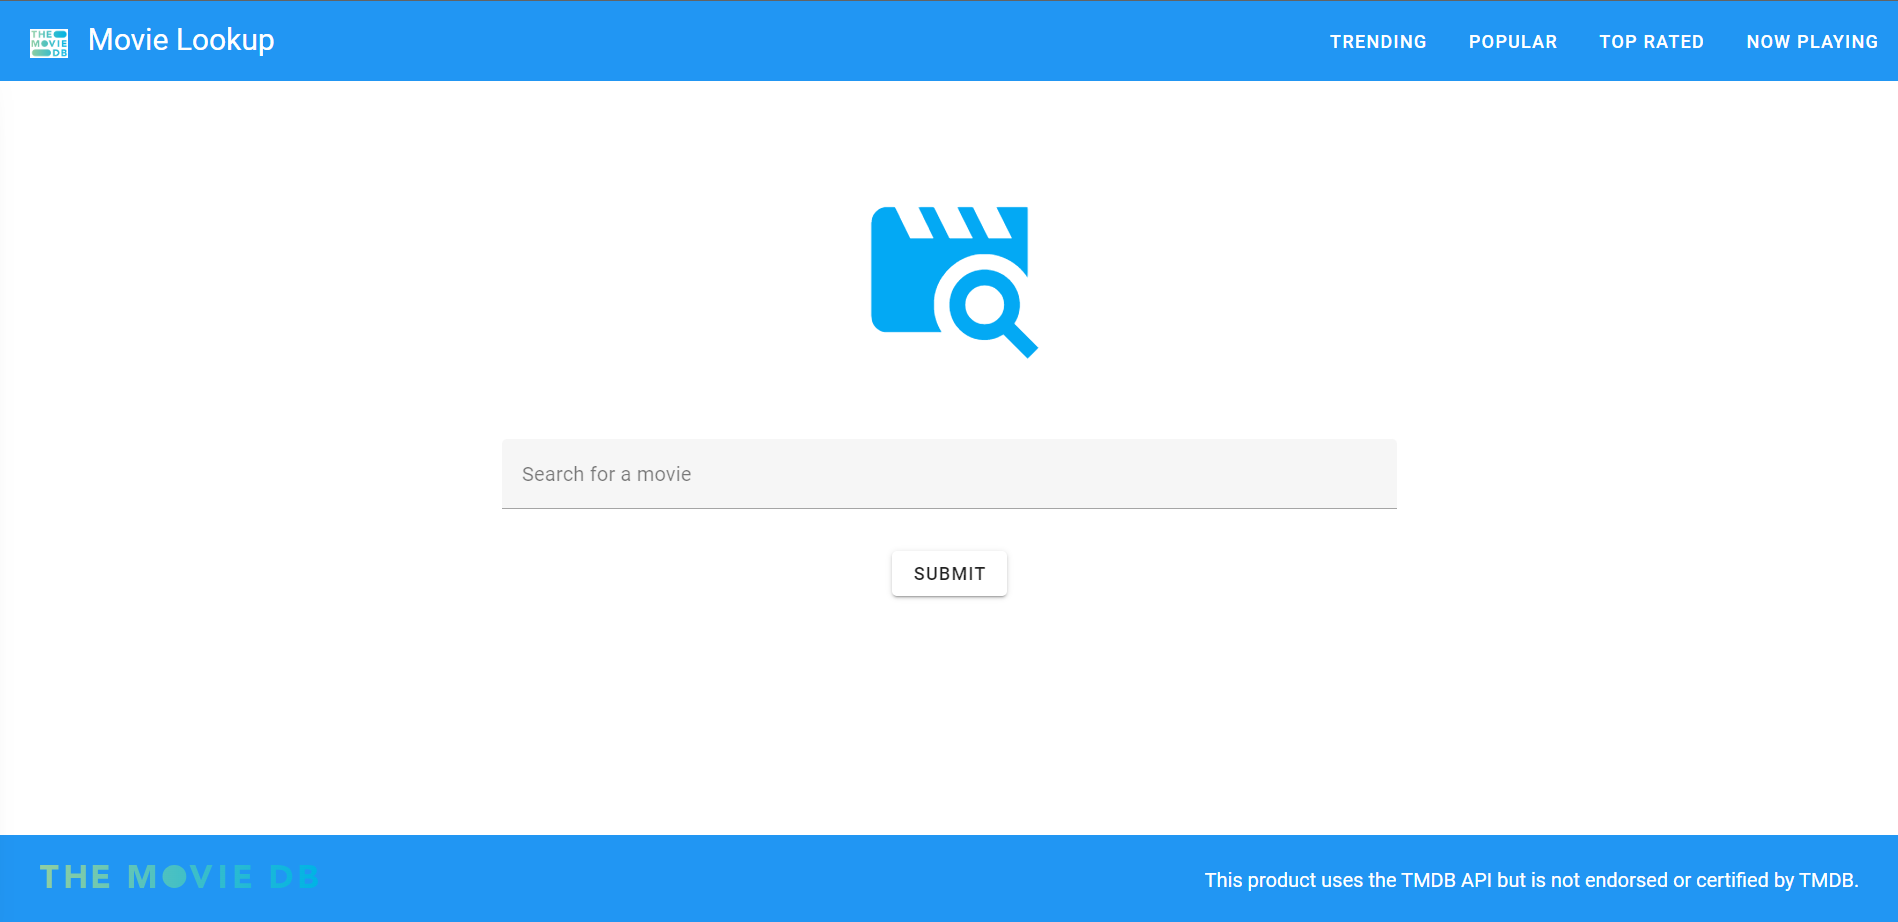 THE
MOVIE
DB
Movie Lookup
TRENDING
POPULAR
TOP RATED
NOW PLAYING
Search for a movie
SUBMIT
THE MOVIE DB
This product uses the TMDB API but is not endorsed or certified by TMDB.